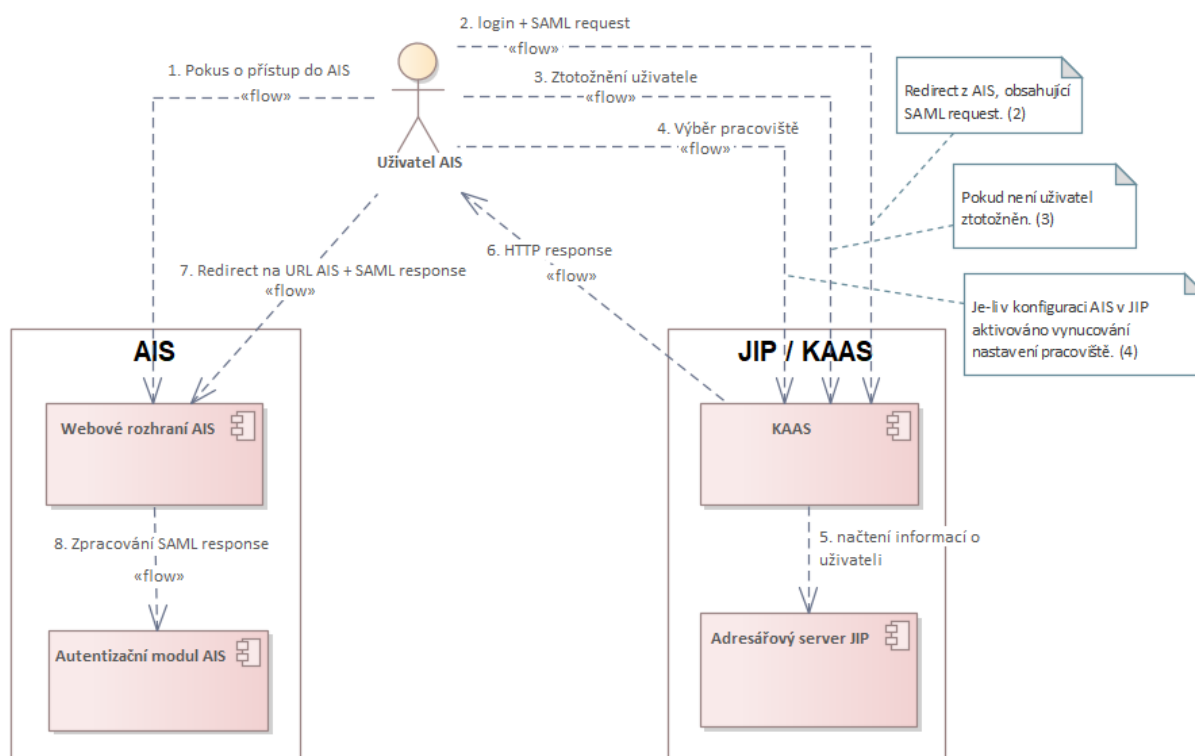 2. login + SAML request
«flow»
1. Pokus o přístup do AIS
«flow»
3. Ztotožnění uživatele
«flow»
4. Výběr pracoviště
«flow»
Uživatel AIS
Redirect z AIS, obsahující
SAML request. (2)
Pokud není uživatel
ztotožněn. (3)
6. HTTP response
«flow»
7. Redirect na URL AIS + SAML response
«flow»
Je-li v konfiguraci AIS v JIP
aktivováno vynucování
nastavení pracoviště. (4)
AIS
JIP / KAAS
Webové rozhraní AIS
KAAS
8. Zpracování SAML response
«flow»
5. načtení informací o
uživateli
Autentizační modul AIS
Adresářový server JIP